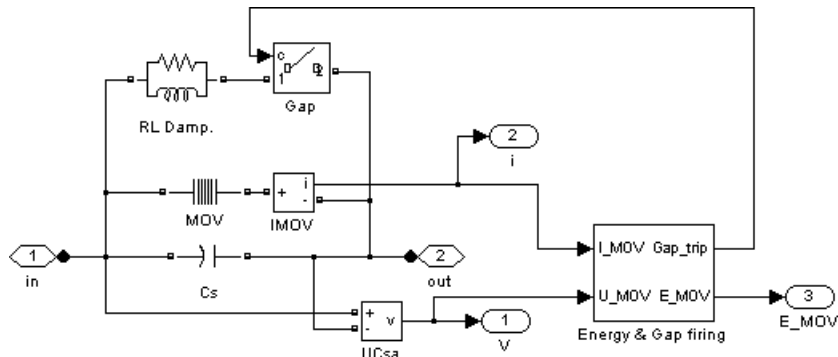 c
1
2
Gap
RL Damp.
2
i
MOV
+
i
-
IMOV
I_MOV Gap_trip
U_MOV E_MOV
Energy & Gap firing
1
in
Cs
2
out
+
-
v
UCsa
1
V
3
E_MOV